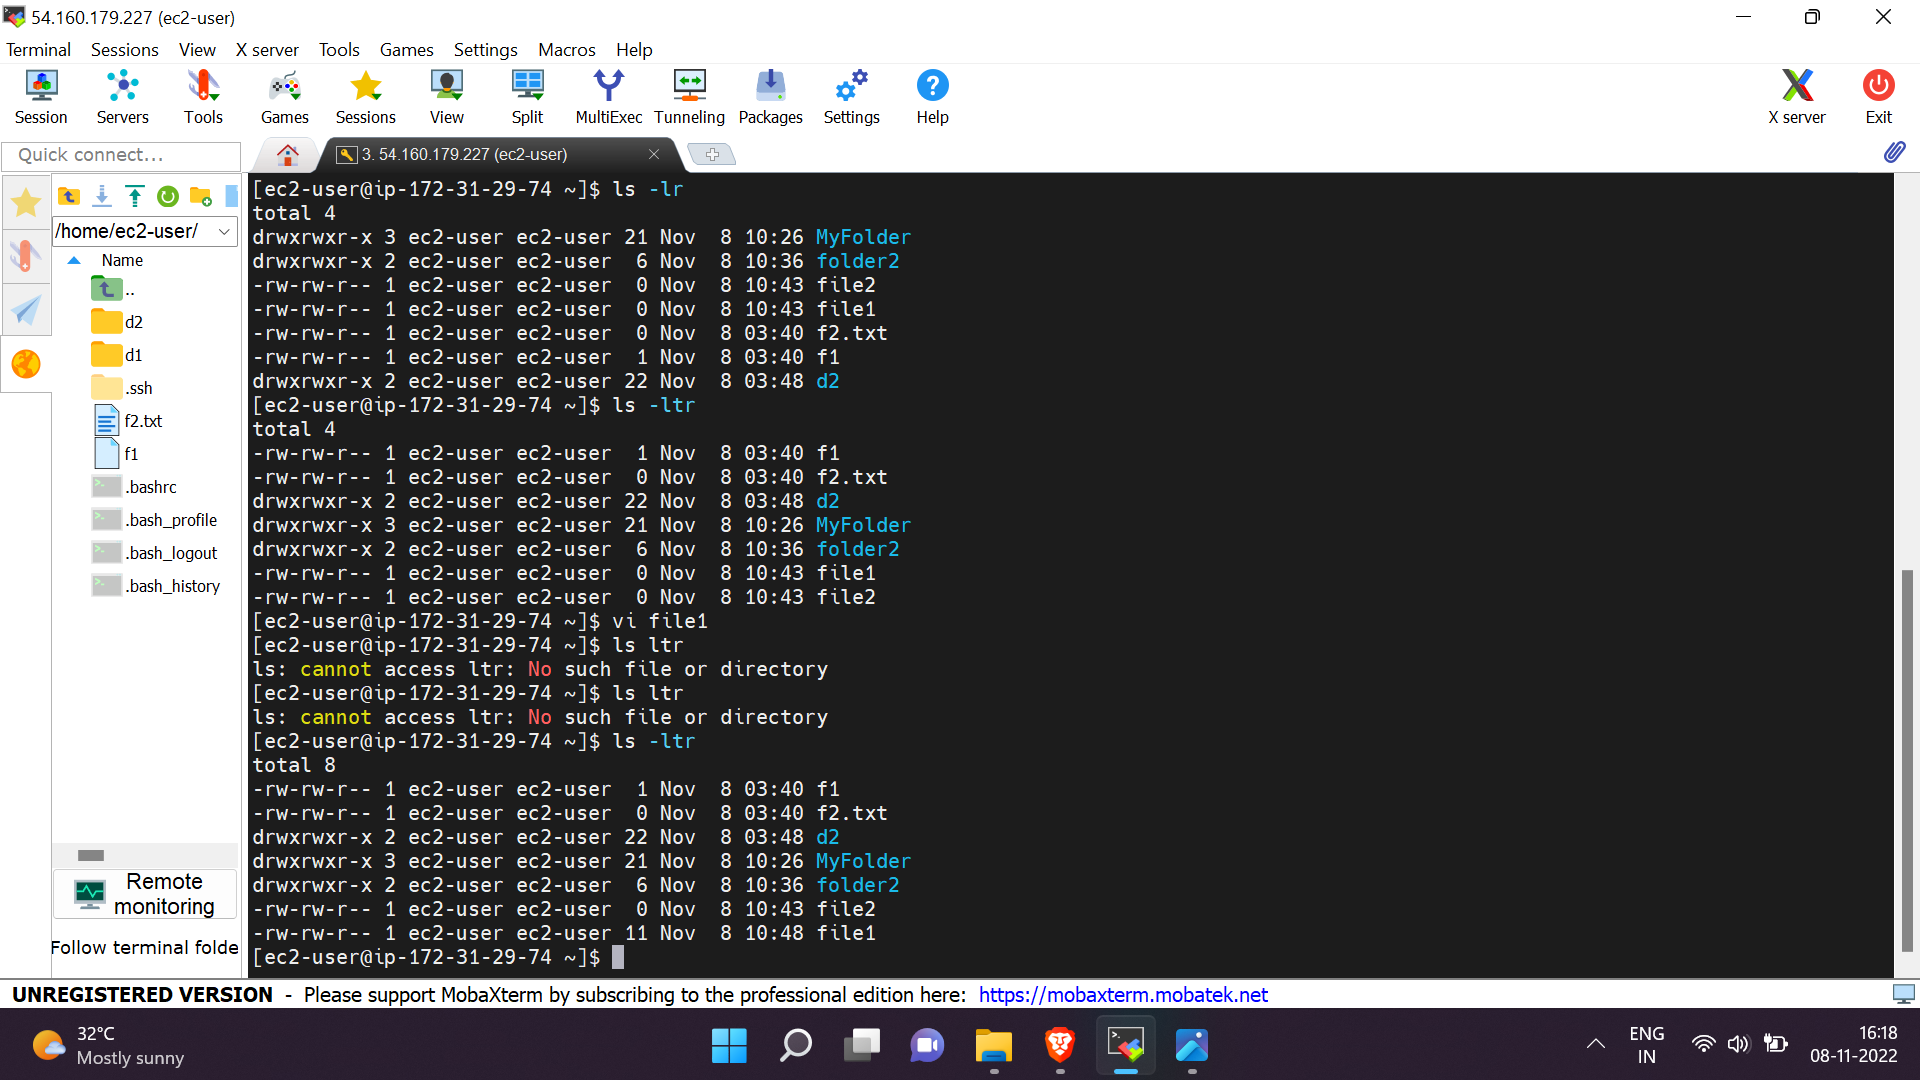 54.160.179.227 (ec2-user)
Terminal Sessions View X server Tools Games Settings Macros Help
Session Servers Tools Games Sessions View Split MultiExec Tunneling Packages Settings Help X server Exit
Quick connect...
3. 54.160.179.227 (ec2-user)
/home/ec2-user/
Name
..
d2
d1
.ssh
f2.txt
f1
.bashrc
.bash_profile
.bash_logout
.bash_history
Remote
monitoring
Follow terminal folde
[ec2-user@ip-172-31-29-74 ~]$ ls -lr
total 4
drwxrwxr-x 3 ec2-user ec2-user 21 Nov  8 10:26 MyFolder
drwxrwxr-x 2 ec2-user ec2-user  6 Nov  8 10:36 folder2
-rw-rw-r-- 1 ec2-user ec2-user  0 Nov  8 10:43 file2
-rw-rw-r-- 1 ec2-user ec2-user  0 Nov  8 10:43 file1
-rw-rw-r-- 1 ec2-user ec2-user  0 Nov  8 03:40 f2.txt
-rw-rw-r-- 1 ec2-user ec2-user  1 Nov  8 03:40 f1
drwxrwxr-x 2 ec2-user ec2-user 22 Nov  8 03:48 d2
[ec2-user@ip-172-31-29-74 ~]$ ls -ltr
total 4
-rw-rw-r-- 1 ec2-user ec2-user  1 Nov  8 03:40 f1
-rw-rw-r-- 1 ec2-user ec2-user  0 Nov  8 03:40 f2.txt
drwxrwxr-x 2 ec2-user ec2-user 22 Nov  8 03:48 d2
drwxrwxr-x 3 ec2-user ec2-user 21 Nov  8 10:26 MyFolder
drwxrwxr-x 2 ec2-user ec2-user  6 Nov  8 10:36 folder2
-rw-rw-r-- 1 ec2-user ec2-user  0 Nov  8 10:43 file1
-rw-rw-r-- 1 ec2-user ec2-user  0 Nov  8 10:43 file2
[ec2-user@ip-172-31-29-74 ~]$ vi file1
[ec2-user@ip-172-31-29-74 ~]$ ls ltr
ls: cannot access ltr: No such file or directory
[ec2-user@ip-172-31-29-74 ~]$ ls ltr
ls: cannot access ltr: No such file or directory
[ec2-user@ip-172-31-29-74 ~]$ ls -ltr
total 8
-rw-rw-r-- 1 ec2-user ec2-user  1 Nov  8 03:40 f1
-rw-rw-r-- 1 ec2-user ec2-user  0 Nov  8 03:40 f2.txt
drwxrwxr-x 2 ec2-user ec2-user 22 Nov  8 03:48 d2
drwxrwxr-x 3 ec2-user ec2-user 21 Nov  8 10:26 MyFolder
drwxrwxr-x 2 ec2-user ec2-user  6 Nov  8 10:36 folder2
-rw-rw-r-- 1 ec2-user ec2-user  0 Nov  8 10:43 file2
-rw-rw-r-- 1 ec2-user ec2-user 11 Nov  8 10:48 file1
[ec2-user@ip-172-31-29-74 ~]$
UNREGISTERED VERSION - Please support MobaXterm by subscribing to the professional edition here: https://mobaxterm.mobatek.net
32°C
Mostly sunny
ENG
IN
16:18
08-11-2022